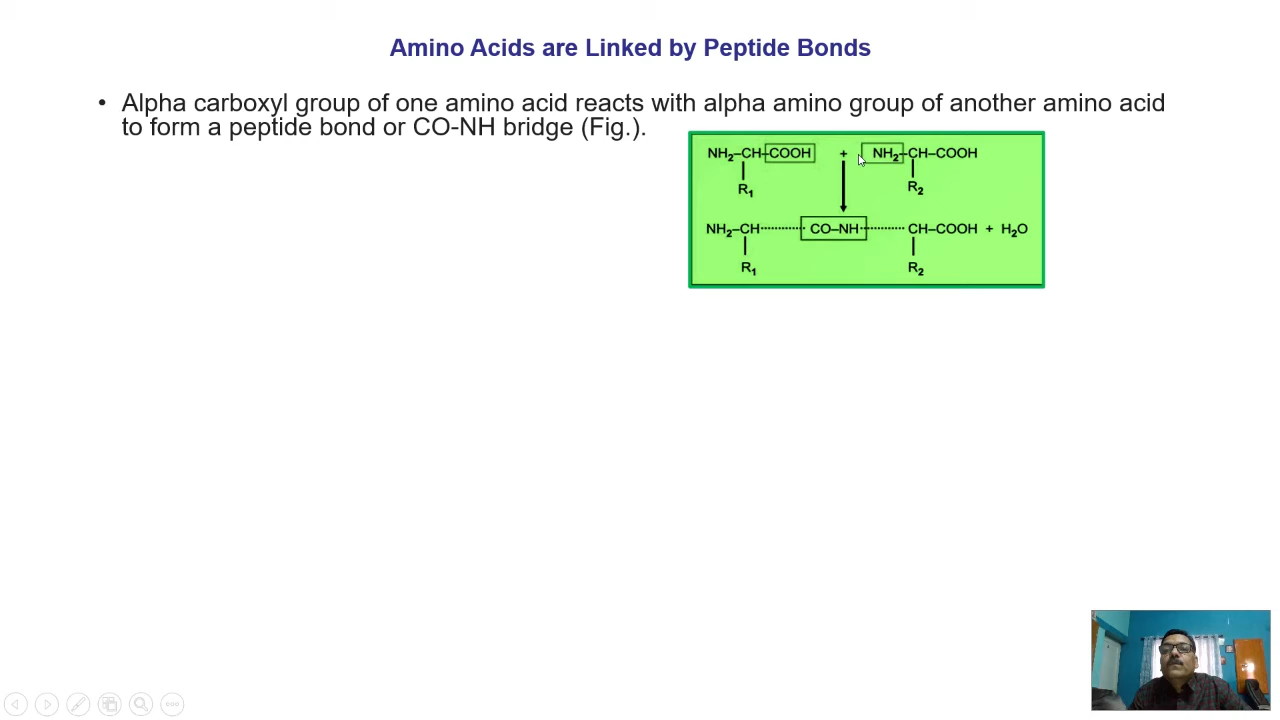 Amino Acids are Linked by Peptide Bonds
• Alpha carboxyl group of one amino acid reacts with alpha amino group of another amino acid
to form a peptide bond or CO-NH bridge (Fig.).
NH₂–CH–COOH + NH₂–CH–COOH
R₁ R₂
NH₂–CH············CO–NH············CH–COOH + H₂O
R₁ R₂